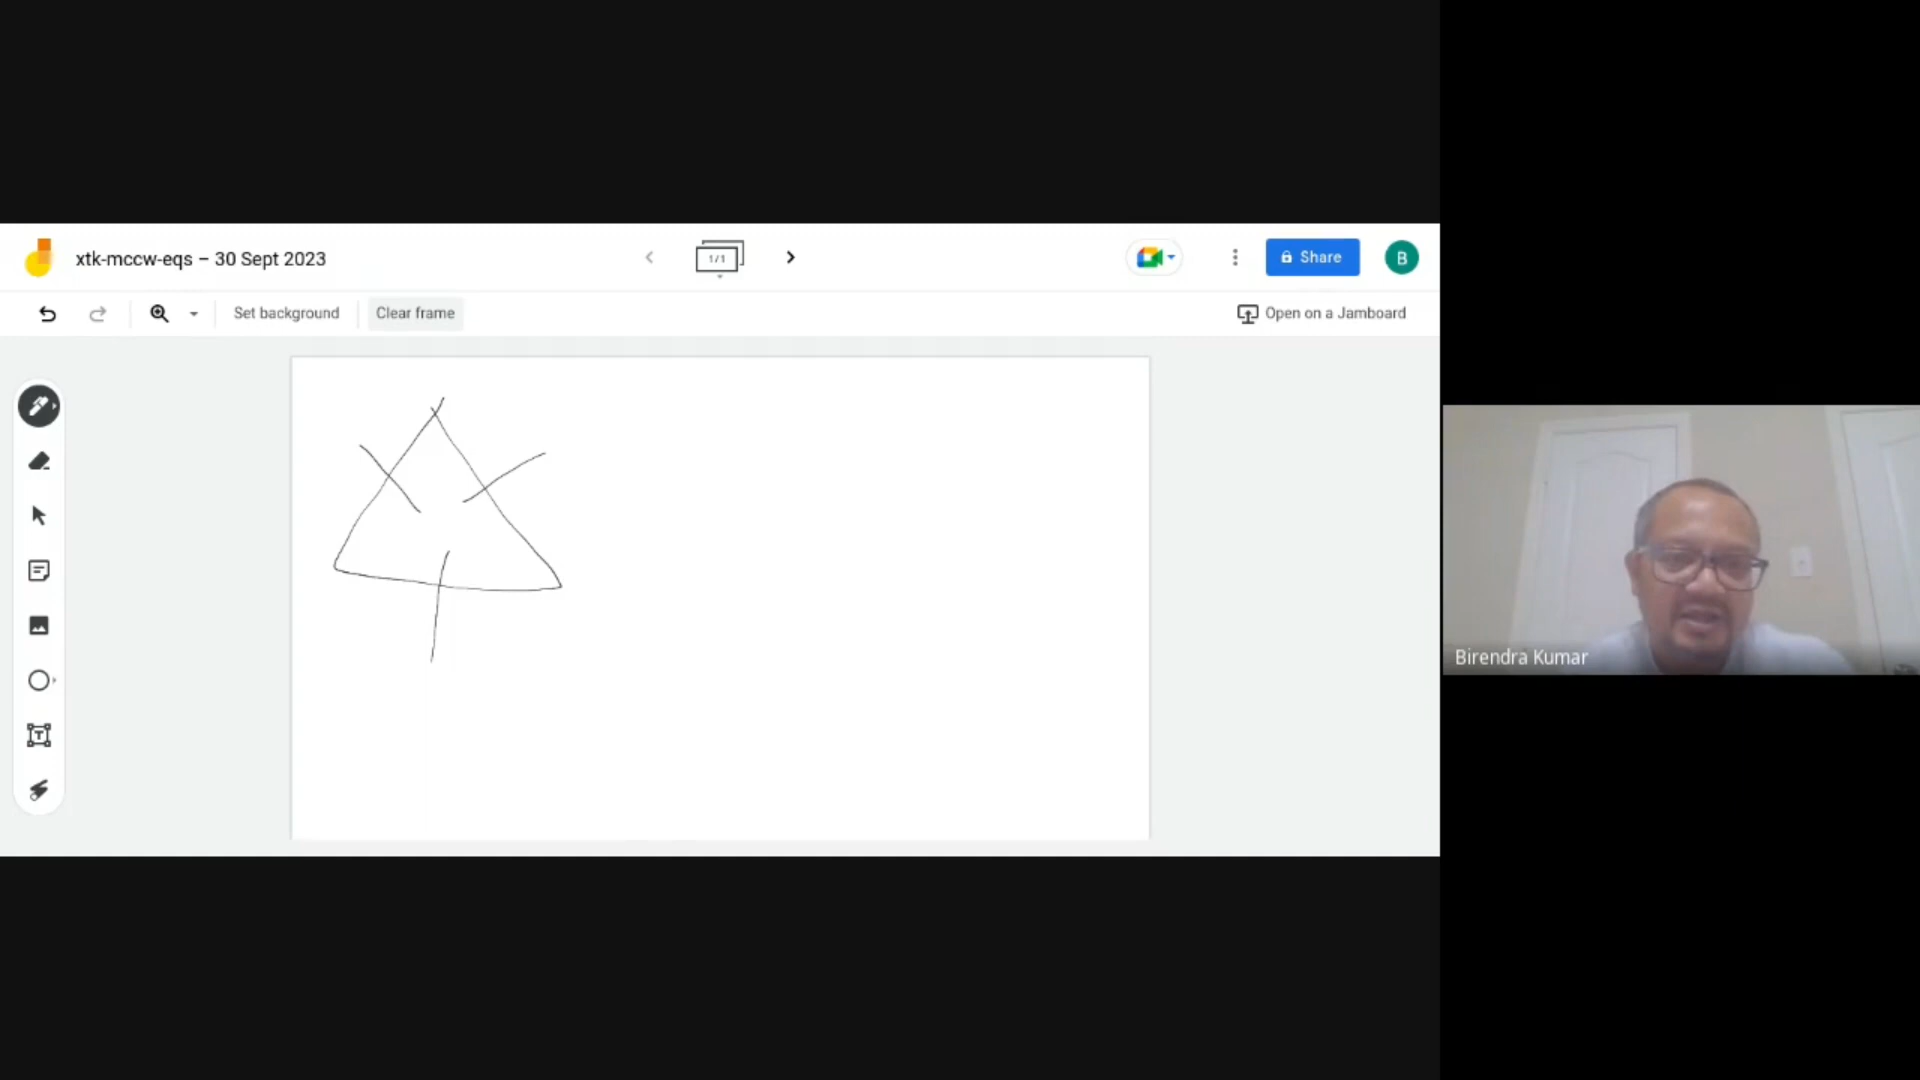 xtk-mccw-eqs – 30 Sept 2023
1/1
Share
B
Set background
Clear frame
Open on a Jamboard
Birendra Kumar